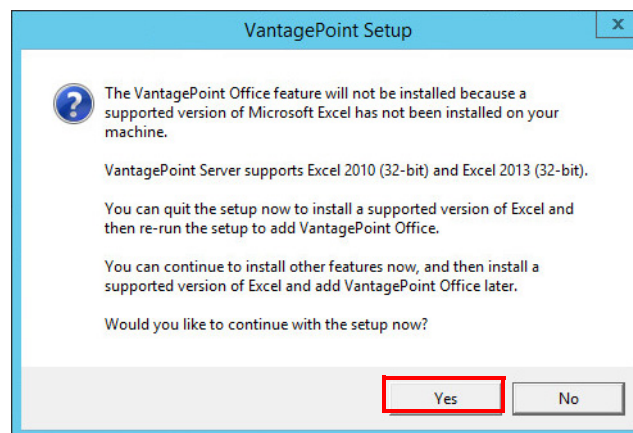 VantagePoint Setup
x
?
The VantagePoint Office feature will not be installed because a
supported version of Microsoft Excel has not been installed on your
machine.
VantagePoint Server supports Excel 2010 (32-bit) and Excel 2013 (32-bit).
You can quit the setup now to install a supported version of Excel and
then re-run the setup to add VantagePoint Office.
You can continue to install other features now, and then install a
supported version of Excel and add VantagePoint Office later.
Would you like to continue with the setup now?
Yes No